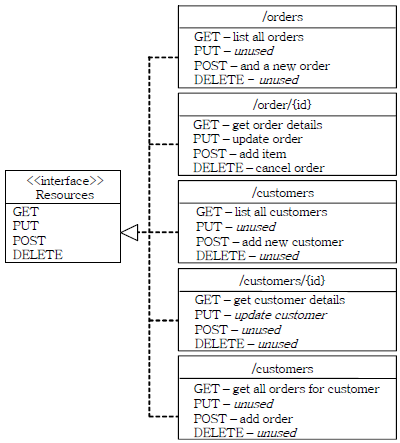 /orders
GET – list all orders
PUT – unused
POST – and a new order
DELETE – unused
/order/{id}
GET – get order details
PUT – update order
POST – add item
DELETE – cancel order
<<interface>>
Resources
GET
PUT
POST
DELETE
/customers
GET – list all customers
PUT – unused
POST – add new customer
DELETE – unused
/customers/{id}
GET – get customer details
PUT – update customer
POST – unused
DELETE – unused
/customers
GET – get all orders for customer
PUT – unused
POST – add order
DELETE – unused